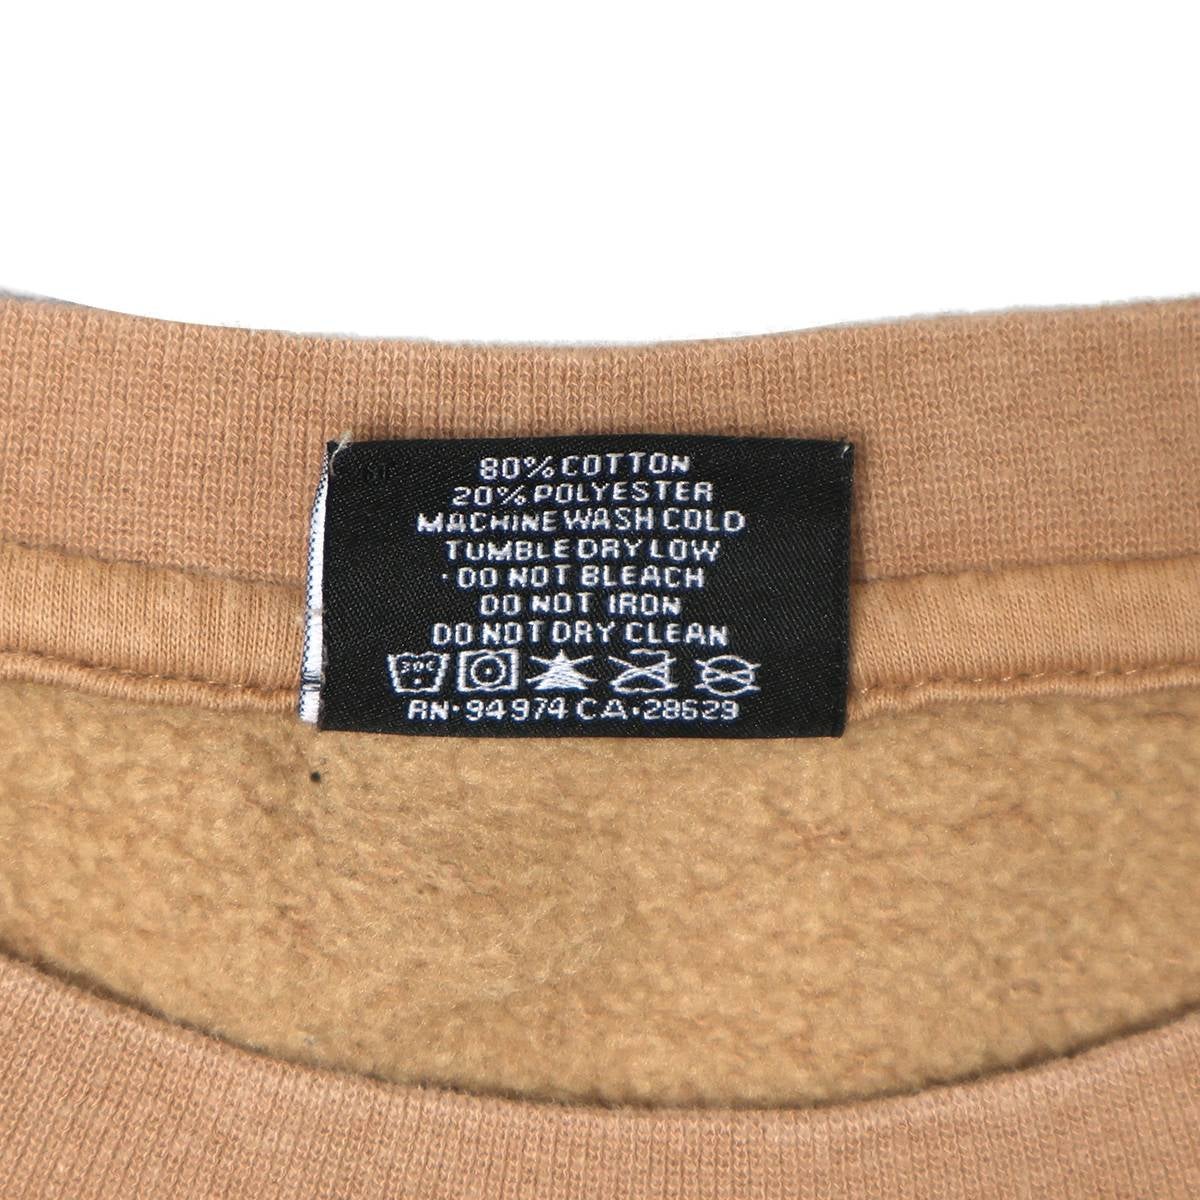 80% COTTON
20% POLYESTER
MACHINE WASH COLD
TUMBLE DRY LOW
·DO NOT BLEACH
DO NOT IRON
DO NOT DRY CLEAN
30C
RN·94974 CA·28629